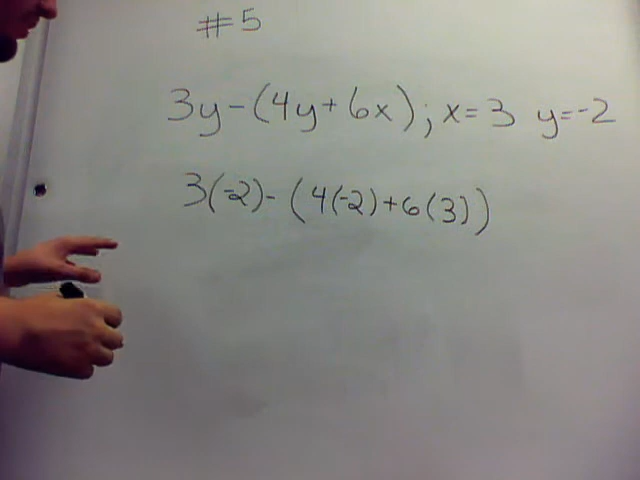 #5
3y-(4y+6x); x=3 y=-2
3(-2)-(4(-2)+6(3))